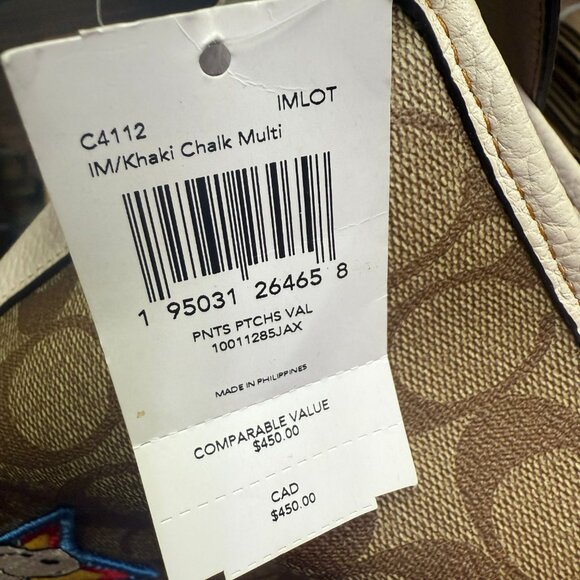 IMLOT
C4112
IM/Khaki Chalk Multi
1 95031 26465 8
PNTS PTCHS VAL
10011285JAX
MADE IN PHILIPPINES
COMPARABLE VALUE
$450.00
CAD
$450.00